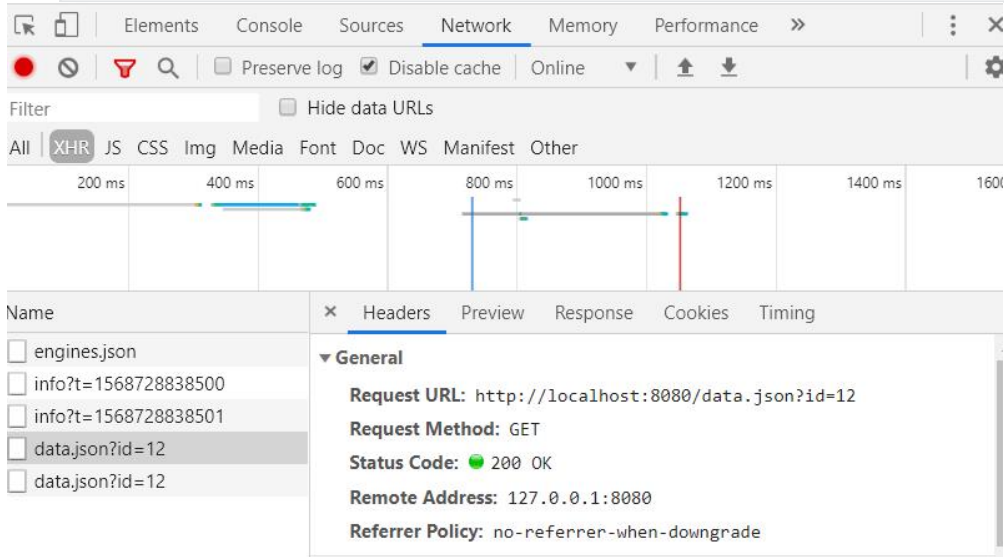 Elements Console Sources Network Memory Performance »
Preserve log Disable cache Online
Filter Hide data URLs
All XHR JS CSS Img Media Font Doc WS Manifest Other
200 ms 400 ms 600 ms 800 ms 1000 ms 1200 ms 1400 ms 1600
Name
engines.json
info?t=1568728838500
info?t=1568728838501
data.json?id=12
data.json?id=12
× Headers Preview Response Cookies Timing
General
Request URL: http://localhost:8080/data.json?id=12
Request Method: GET
Status Code: 200 OK
Remote Address: 127.0.0.1:8080
Referrer Policy: no-referrer-when-downgrade